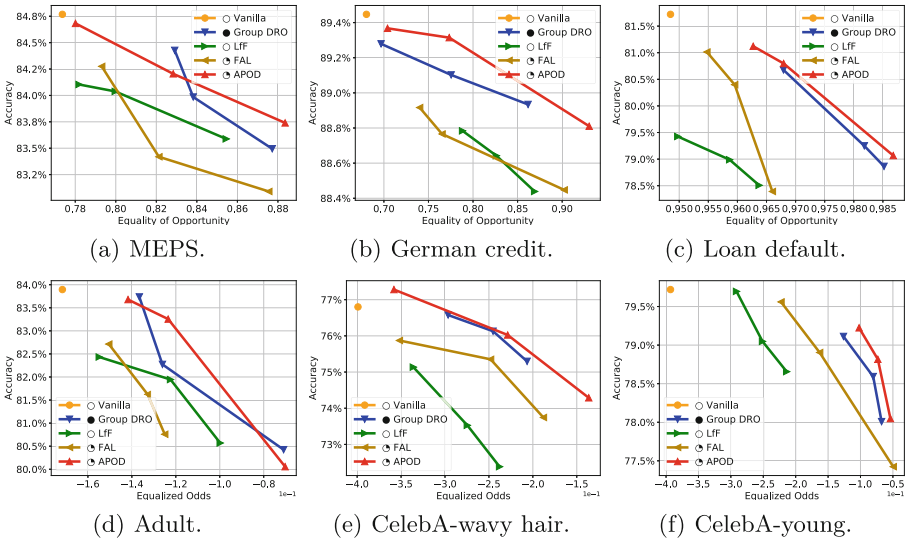 84.8%
84.5%
84.2%
84.0%
83.8%
83.5%
83.2%
Accuracy
○ Vanilla
● Group DRO
○ LfF
◔ FAL
◔ APOD
0,78 0,80 0,82 0,84 0,86 0,88
Equality of Opportunity
(a) MEPS.
89.4%
89.2%
89.0%
88.8%
88.6%
88.4%
Accuracy
○ Vanilla
● Group DRO
○ LfF
◔ FAL
◔ APOD
0,70 0,75 0,80 0,85 0,90
Equality of Opportunity
(b) German credit.
81.5%
81.0%
80.5%
80.0%
79.5%
79.0%
78.5%
Accuracy
○ Vanilla
● Group DRO
○ LfF
◔ FAL
◔ APOD
0,950 0,955 0,960 0,965 0,970 0,975 0,980 0,985
Equality of Opportunity
(c) Loan default.
84.0%
83.5%
83.0%
82.5%
82.0%
81.5%
81.0%
80.5%
80.0%
Accuracy
○ Vanilla
● Group DRO
○ LfF
◔ FAL
◔ APOD
−1,6 −1,4 −1,2 −1,0 −0,8
Equalized Odds
1e−1
(d) Adult.
77%
76%
75%
74%
73%
Accuracy
○ Vanilla
● Group DRO
○ LfF
◔ FAL
◔ APOD
−4,0 −3,5 −3,0 −2,5 −2,0 −1,5
Equalized Odds
1e−1
(e) CelebA-wavy hair.
79.5%
79.0%
78.5%
78.0%
77.5%
Accuracy
○ Vanilla
● Group DRO
○ LfF
◔ FAL
◔ APOD
−4,0 −3,5 −3,0 −2,5 −2,0 −1,5 −1,0 −0,5
Equalized Odds
1e−1
(f) CelebA-young.